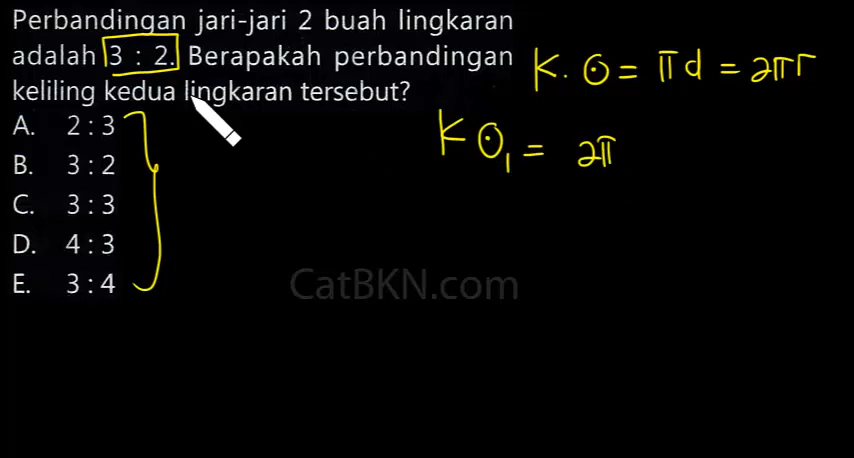 Perbandingan jari-jari 2 buah lingkaran
adalah 3 : 2. Berapakah perbandingan
keliling kedua lingkaran tersebut?
A. 2 : 3
B. 3 : 2
C. 3 : 3
D. 4 : 3
E. 3 : 4
K. ⊙ = πd = 2πr
K ⊙₁ = 2π
CatBKN.com